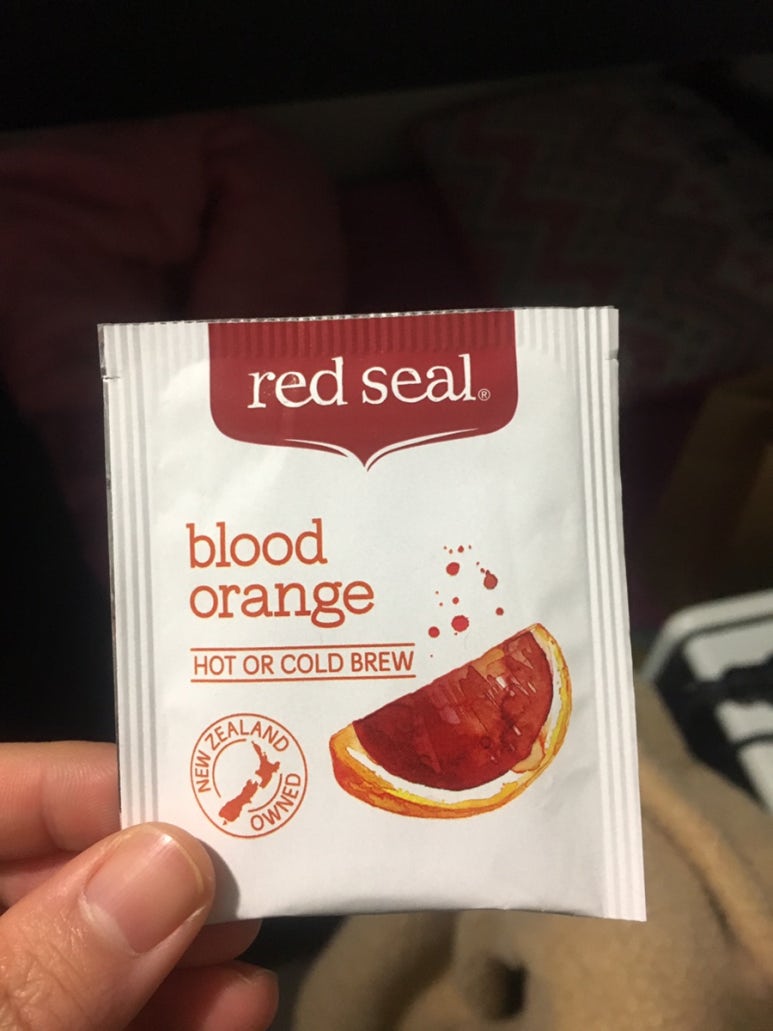 red seal®
blood
orange
HOT OR COLD BREW
NEW ZEALAND
OWNED